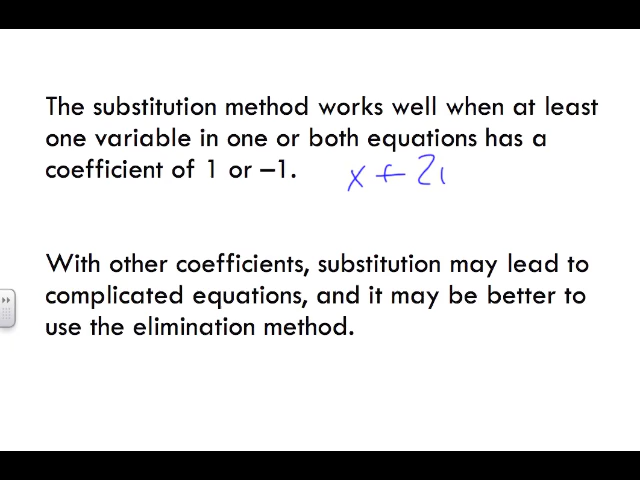 The substitution method works well when at least
one variable in one or both equations has a
coefficient of 1 or –1. x + 2
With other coefficients, substitution may lead to
complicated equations, and it may be better to
use the elimination method.